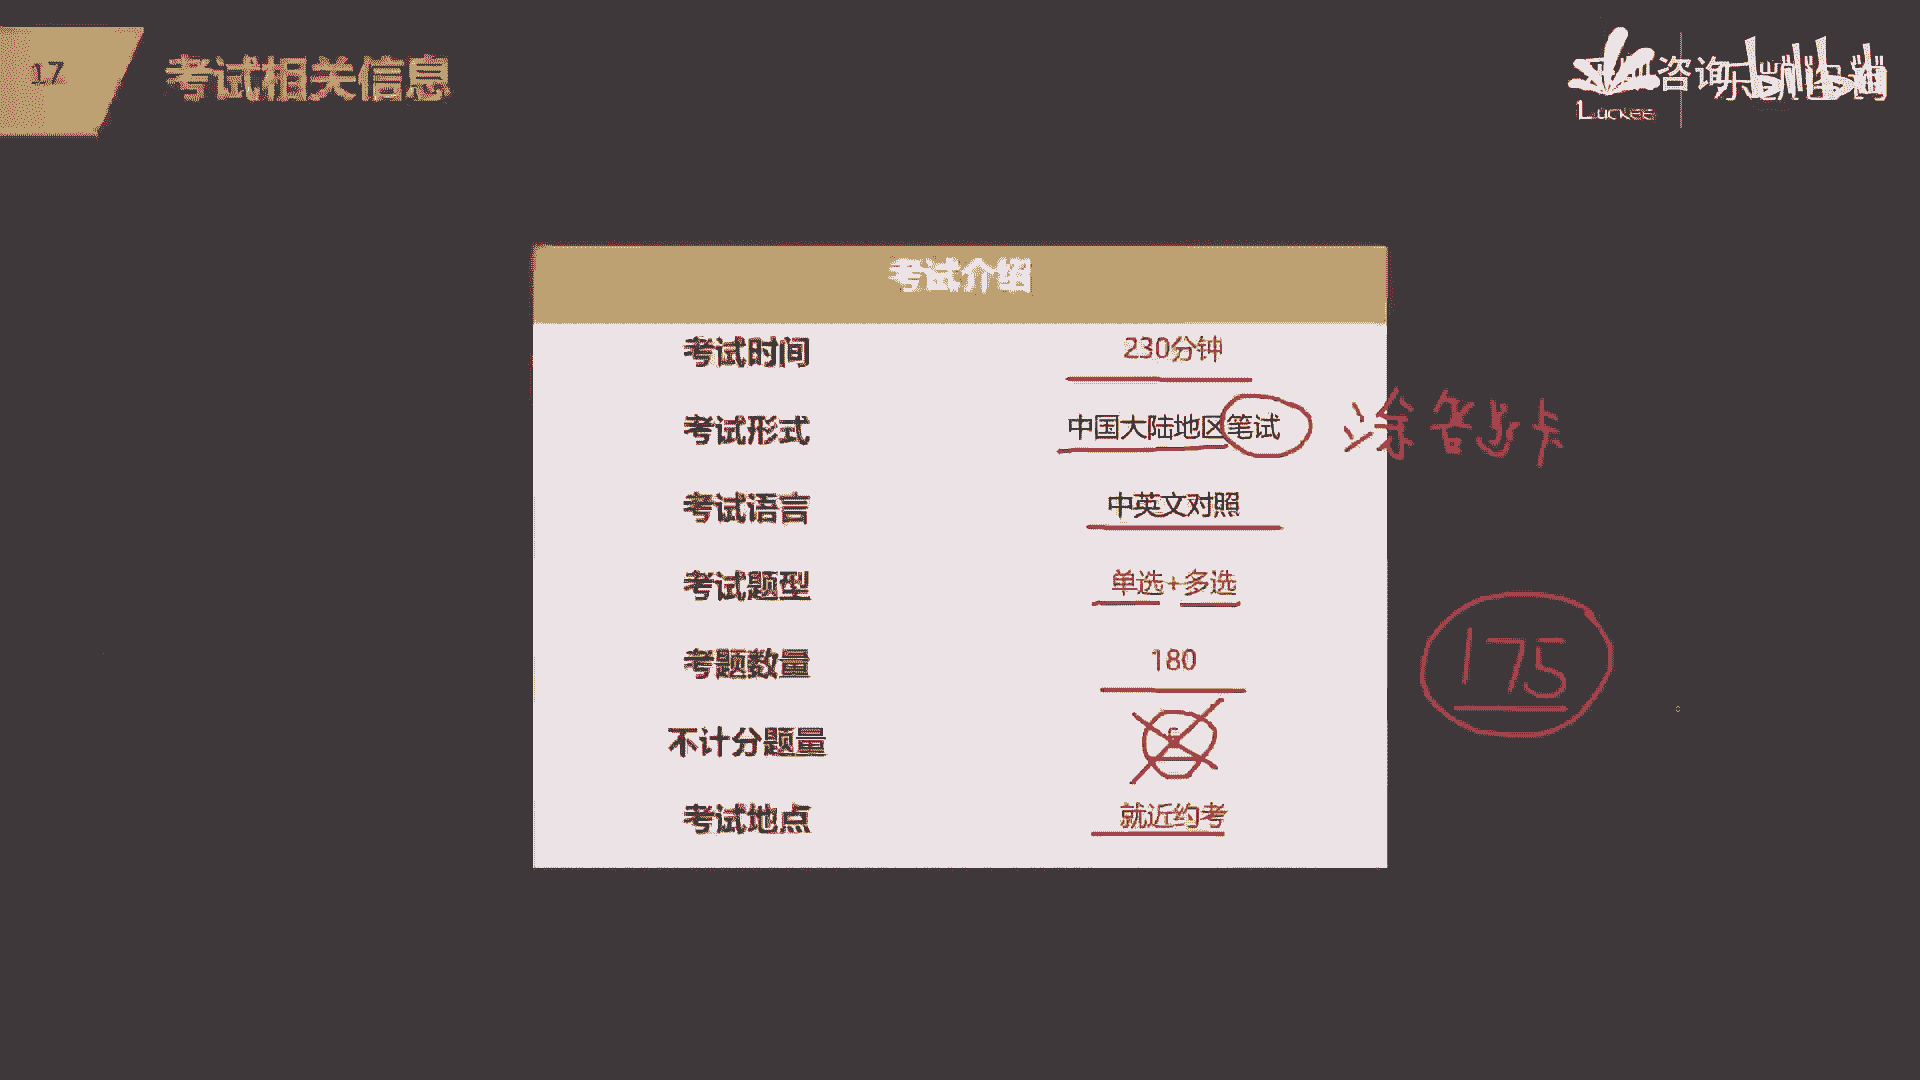 17
考试相关信息
咨询
LUCKEE
bilibili
考试介绍
考试时间 230分钟
考试形式 中国大陆地区笔试 涂答题卡
考试语言 中英文对照
考试题型 单选+多选
考题数量 180 175
不计分题量
考试地点 就近约考